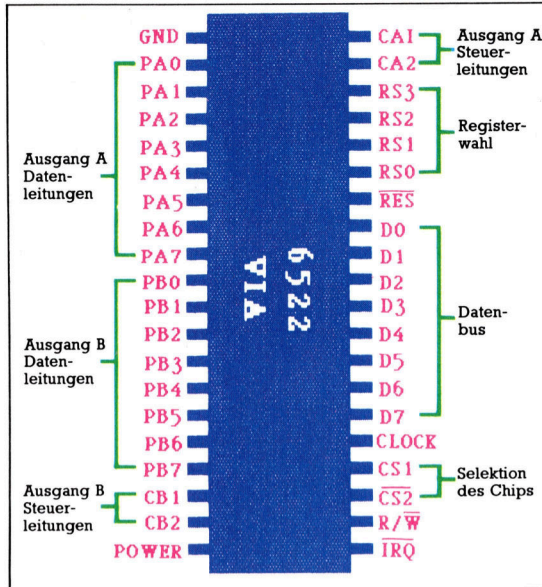 GND
PA0
PA1
PA2
PA3
PA4
PA5
PA6
PA7
PB0
PB1
PB2
PB3
PB4
PB5
PB6
PB7
CB1
CB2
POWER
Ausgang A
Daten-
leitungen
Ausgang B
Daten-
leitungen
Ausgang B
Steuer-
leitungen
VIA
6522
CA1
CA2
RS3
RS2
RS1
RS0
RES
D0
D1
D2
D3
D4
D5
D6
D7
CLOCK
CS1
CS2
R/W
IRQ
Ausgang A
Steuer-
leitungen
Register-
wahl
Daten-
bus
Selektion
des Chips